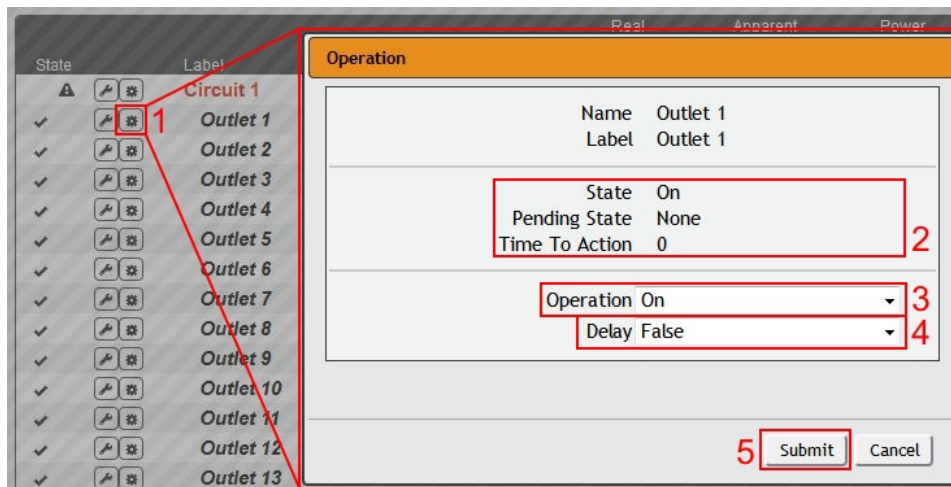 Real Apparent Power
State Label
Circuit 1
1 Outlet 1
Outlet 2
Outlet 3
Outlet 4
Outlet 5
Outlet 6
Outlet 7
Outlet 8
Outlet 9
Outlet 10
Outlet 11
Outlet 12
Outlet 13
Operation
Name Outlet 1
Label Outlet 1
State On
Pending State None
Time To Action 0
2
Operation On 3
Delay False 4
5 Submit Cancel